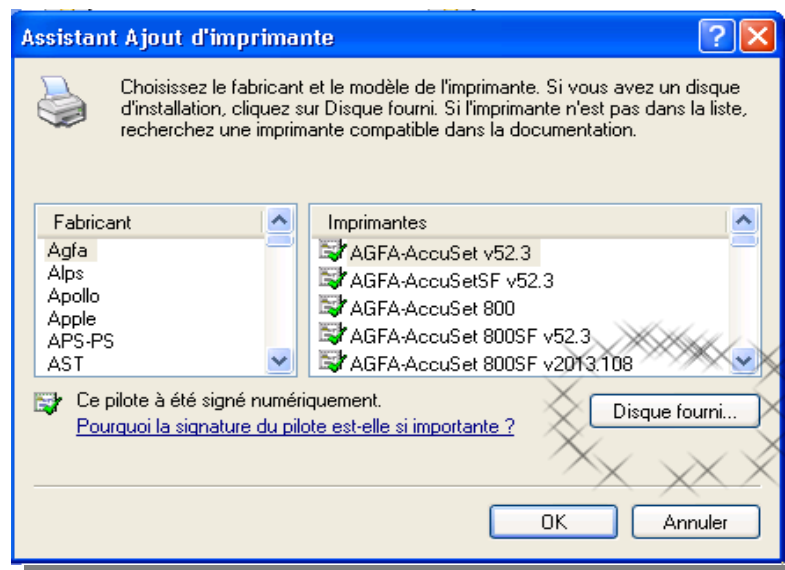 Assistant Ajout d'imprimante
Choisissez le fabricant et le modèle de l'imprimante. Si vous avez un disque
d'installation, cliquez sur Disque fourni. Si l'imprimante n'est pas dans la liste,
recherchez une imprimante compatible dans la documentation.
Fabricant
Agfa
Alps
Apollo
Apple
APS-PS
AST
Imprimantes
AGFA-AccuSet v52.3
AGFA-AccuSetSF v52.3
AGFA-AccuSet 800
AGFA-AccuSet 800SF v52.3
AGFA-AccuSet 800SF v2013.108
Ce pilote à été signé numériquement.
Pourquoi la signature du pilote est-elle si importante ?
Disque fourni...
OK
Annuler